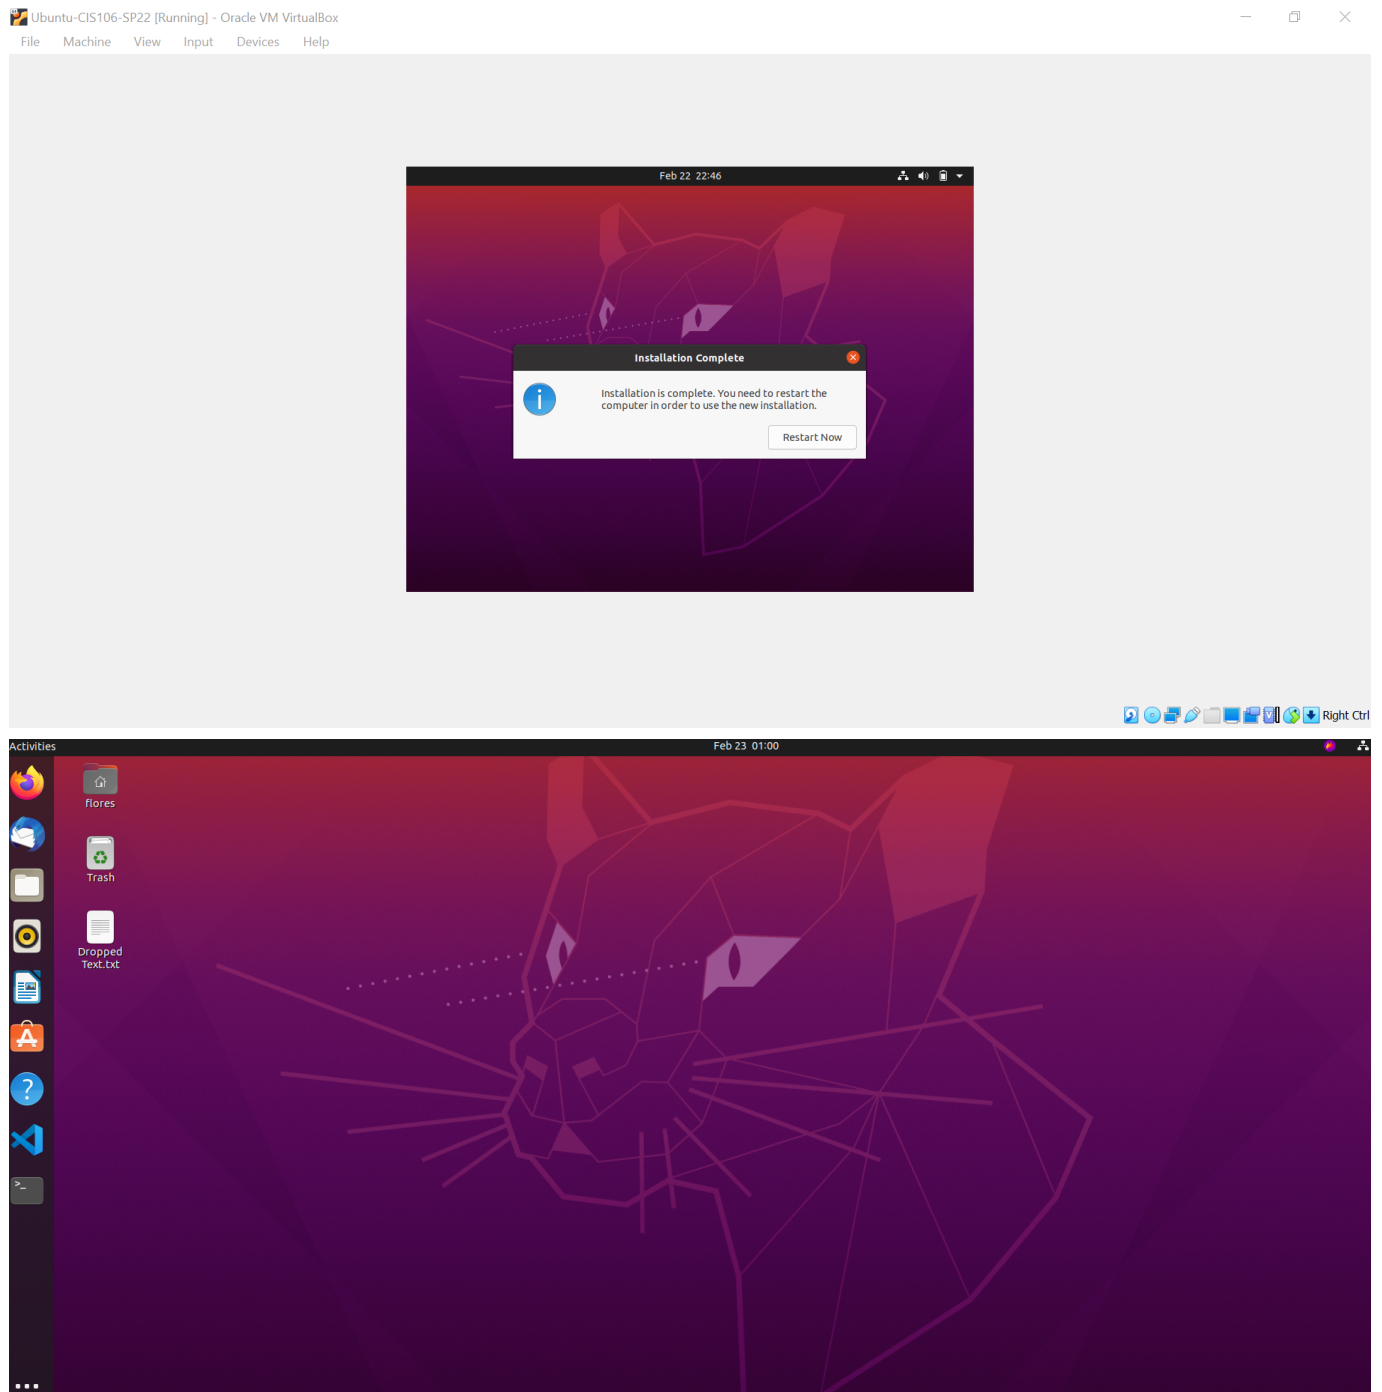 Ubuntu-CIS106-SP22 [Running] - Oracle VM VirtualBox
File Machine View Input Devices Help
Feb 22 22:46
Installation Complete
Installation is complete. You need to restart the
computer in order to use the new installation.
Restart Now
Right Ctrl
Activities
Feb 23 01:00
flores
Trash
Dropped
Text.txt